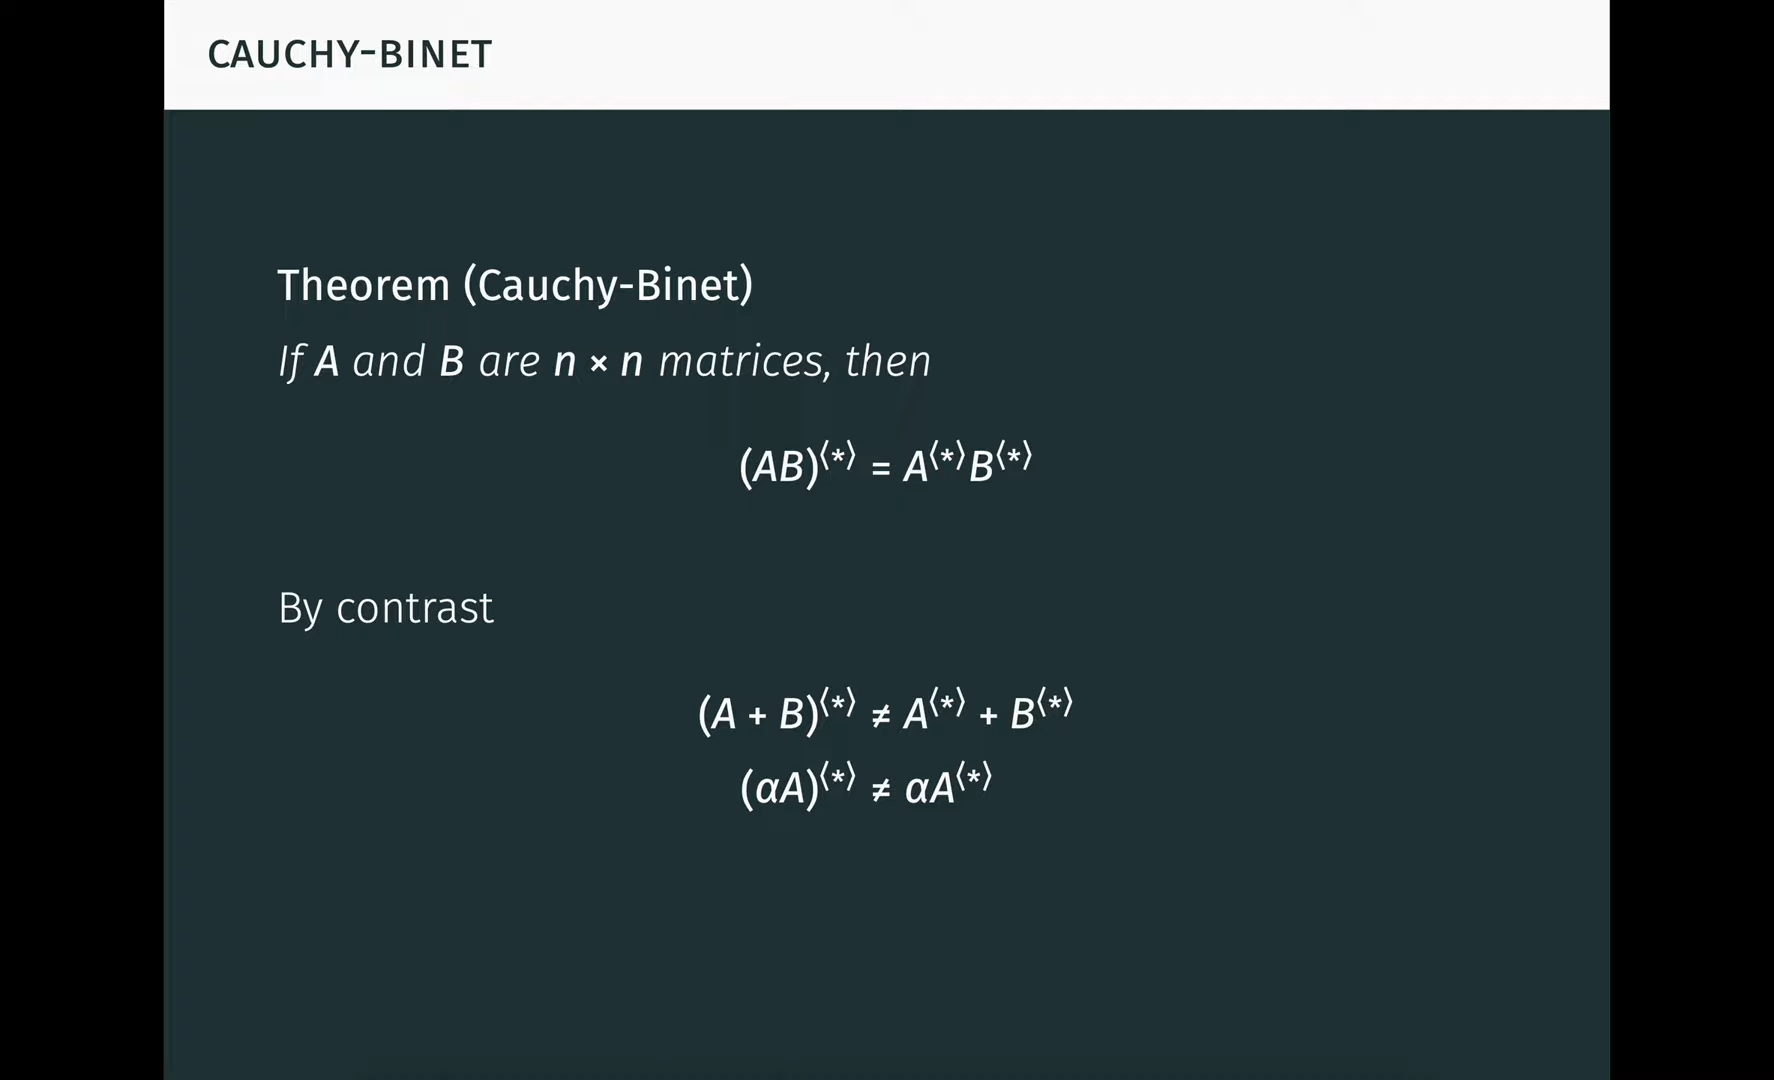 CAUCHY-BINET
Theorem (Cauchy-Binet)
If A and B are n × n matrices, then
(AB)⟨*⟩ = A⟨*⟩B⟨*⟩
By contrast
(A + B)⟨*⟩ ≠ A⟨*⟩ + B⟨*⟩
(αA)⟨*⟩ ≠ αA⟨*⟩